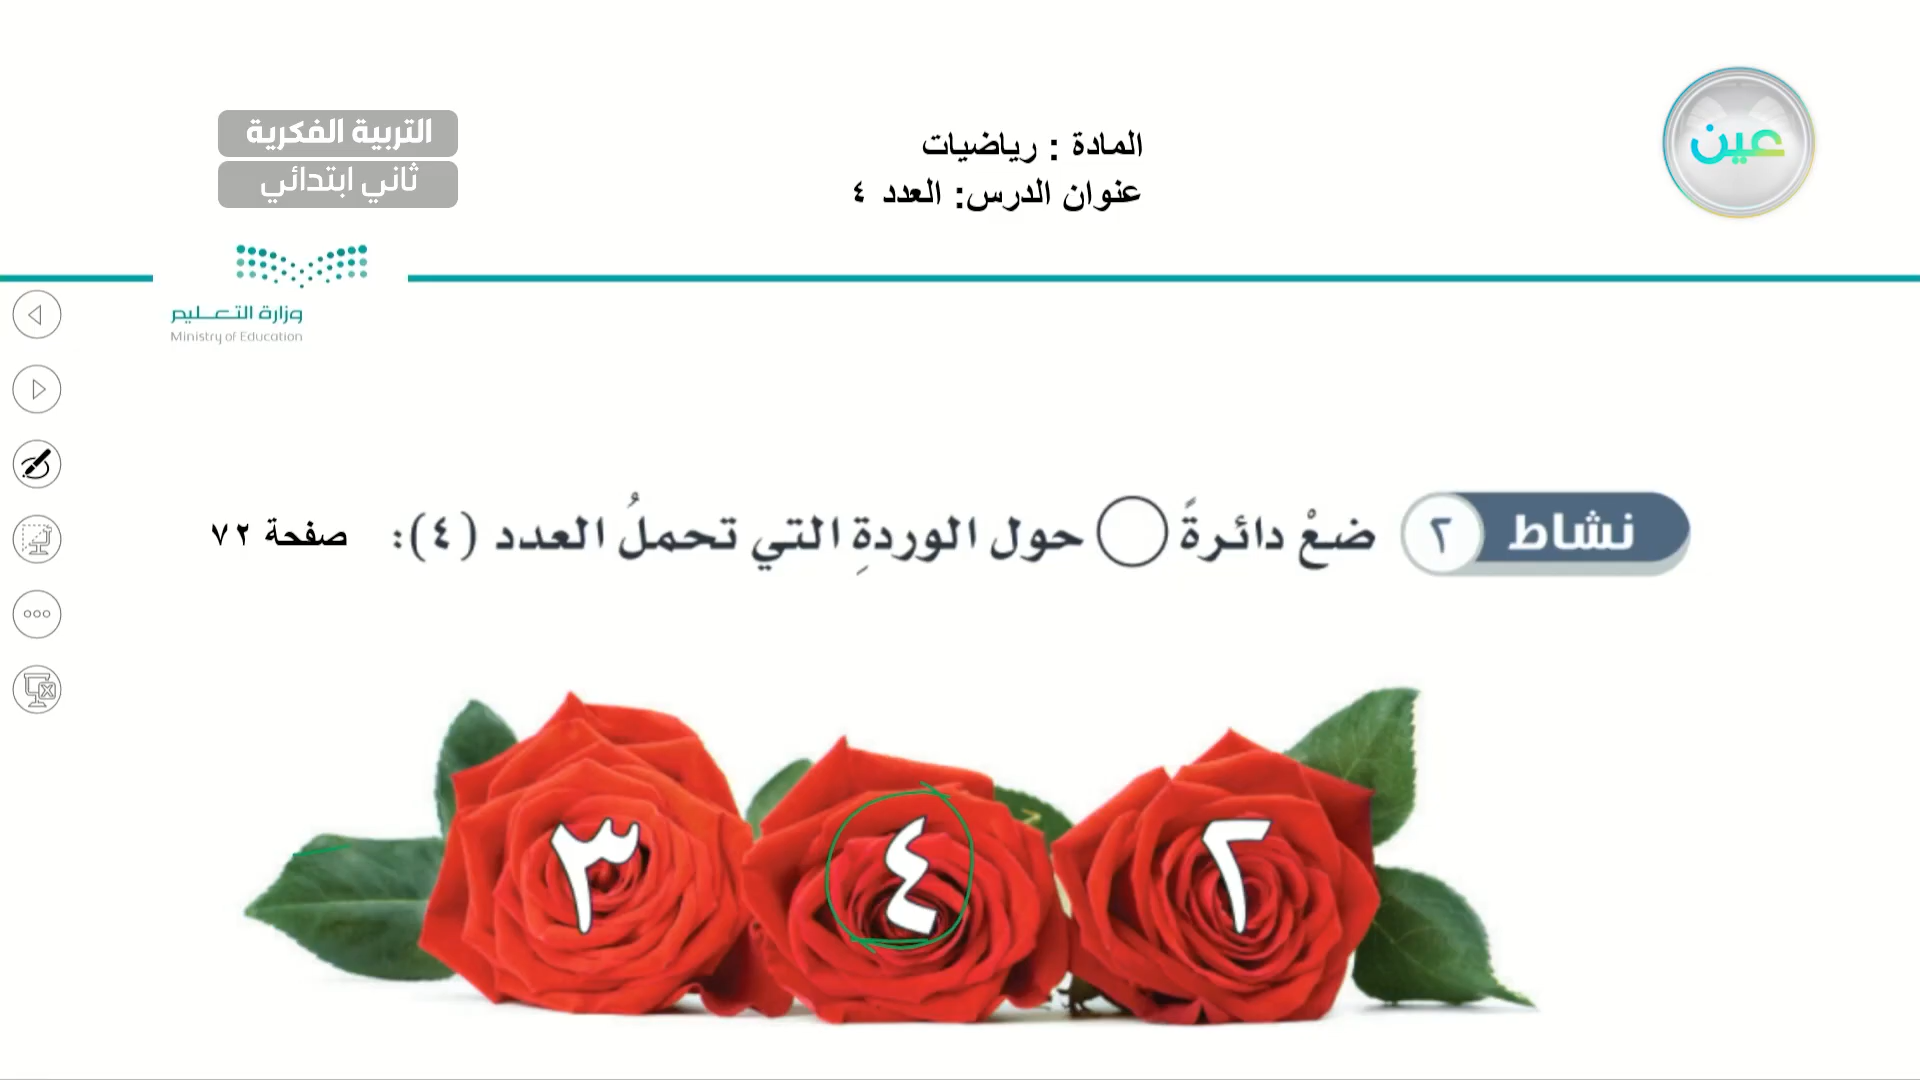 عين
المادة : رياضيات
عنوان الدرس: العدد ٤
التربية الفكرية
ثاني ابتدائي
وزارة التعليم
Ministry of Education
نشاط ٢ ضعْ دائرةً حول الوردةِ التي تحملُ العدد (٤): صفحة ٧٢
٢ ٤ ٣